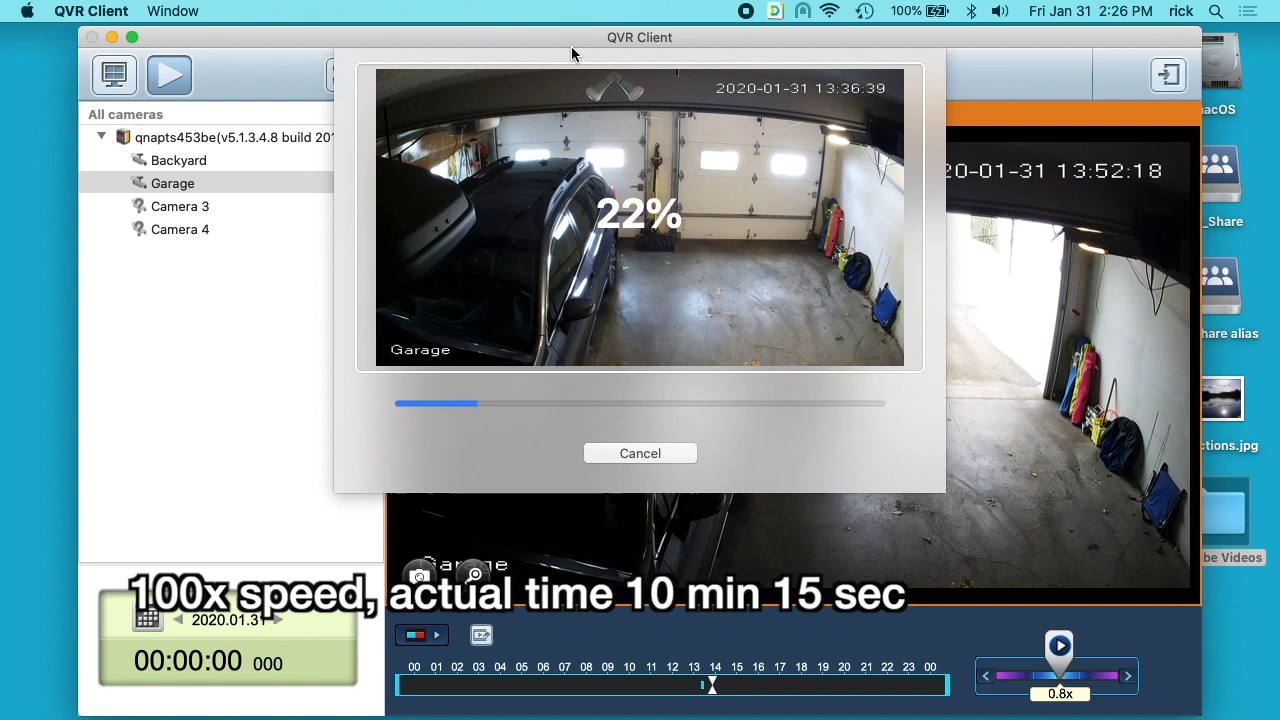 QVR Client Window 100% Fri Jan 31 2:26 PM rick
QVR Client
All cameras
qnapts453be(v5.1.3.4.8 build 201
Backyard
Garage
Camera 3
Camera 4
2020-01-31 13:36:39
22%
Garage
Cancel
20-01-31 13:52:18
Garage
acOS
_Share
hare alias
ctions.jpg
be Videos
100x speed, actual time 10 min 15 sec
2020.01.31
00:00:00 000
00 01 02 03 04 05 06 07 08 09 10 11 12 13 14 15 16 17 18 19 20 21 22 23 00
0.8x